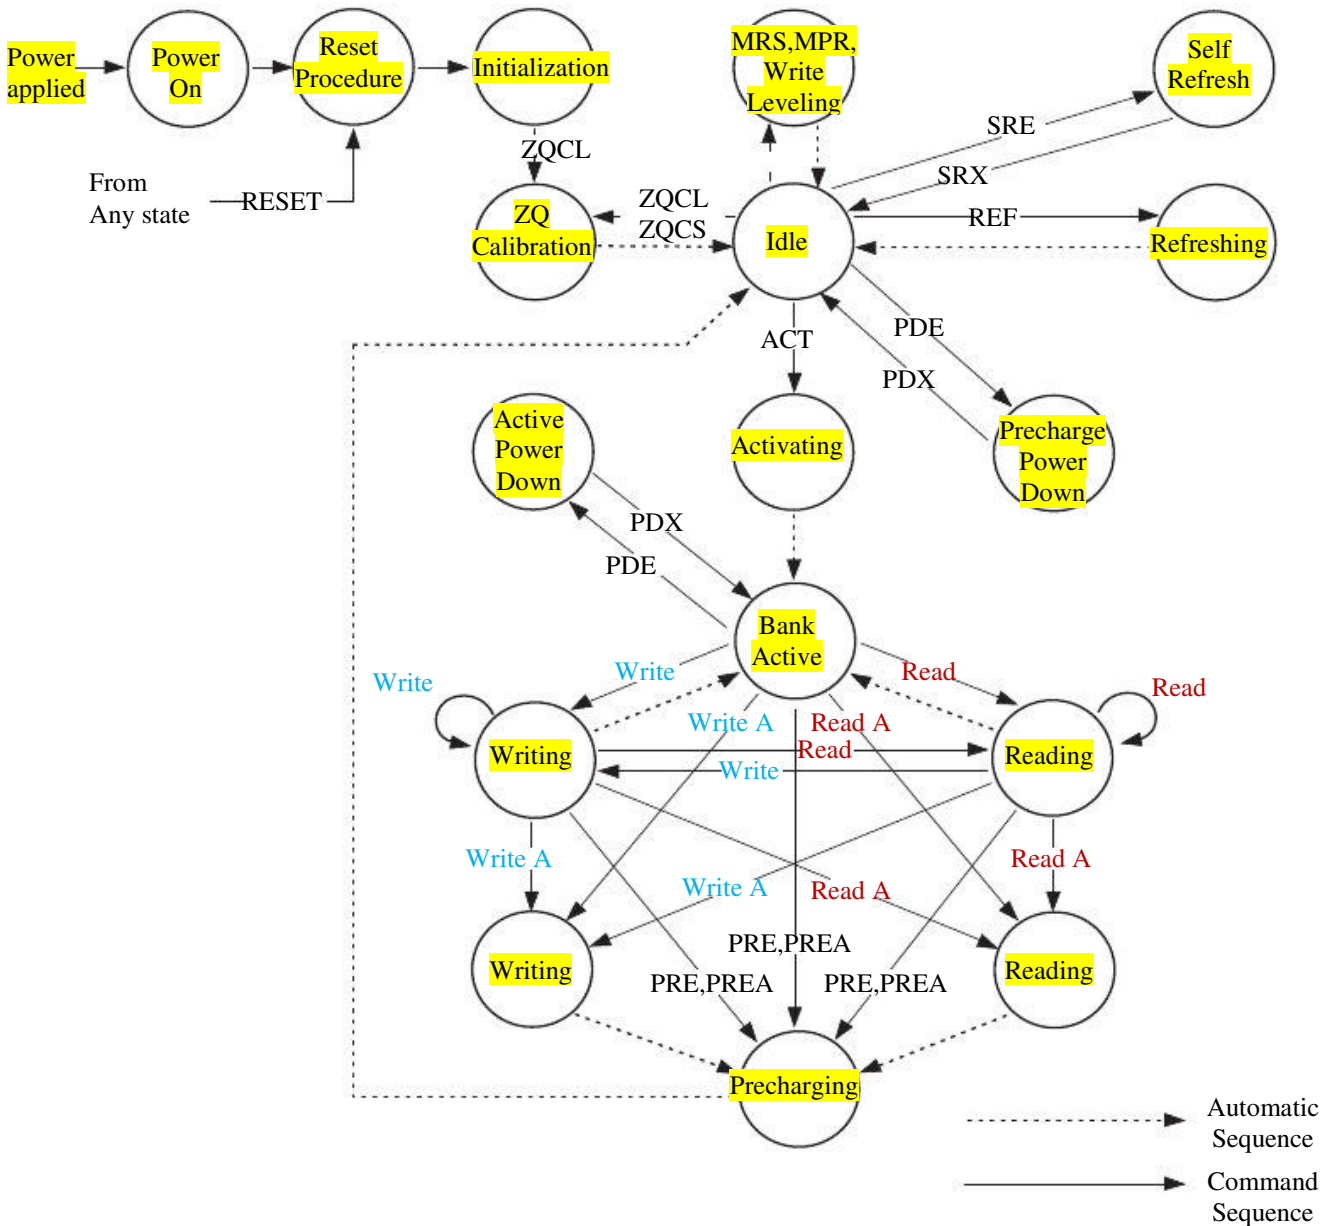 Power
applied
Power
On
Reset
Procedure
Initialization
MRS,MPR,
Write
Leveling
Self
Refresh
From
Any state
RESET
ZQCL
SRE
SRX
ZQCL
ZQCS
REF
ZQ
Calibration
Idle
Refreshing
ACT
PDE
PDX
Active
Power
Down
Activating
Precharge
Power
Down
PDX
PDE
Bank
Active
Write
Write
Read
Read
Write A
Read A
Writing
Read
Write
Reading
Write A
Write A
Read A
Read A
Writing
PRE,PREA
PRE,PREA
PRE,PREA
Reading
Precharging
Automatic
Sequence
Command
Sequence